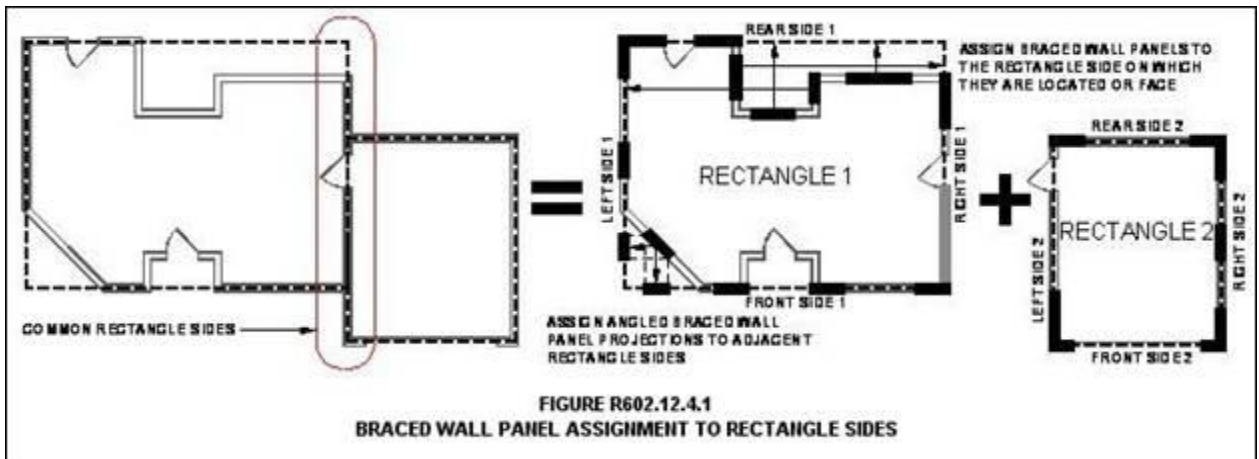 REAR SIDE 1
ASSIGN BRACED WALL PANELS TO
THE RECTANGLE SIDE ON WHICH
THEY ARE LOCATED OR FACE
REAR SIDE 2
LEFT SIDE 1
RECTANGLE 1
RIGHT SIDE 1
LEFT SIDE 2
RECTANGLE 2
RIGHT SIDE 2
FRONT SIDE 1
COMMON RECTANGLE SIDES
ASSIGN ANGLED BRACED WALL
PANEL PROJECTIONS TO ADJACENT
RECTANGLE SIDES
FRONT SIDE 2
FIGURE R602.12.4.1
BRACED WALL PANEL ASSIGNMENT TO RECTANGLE SIDES